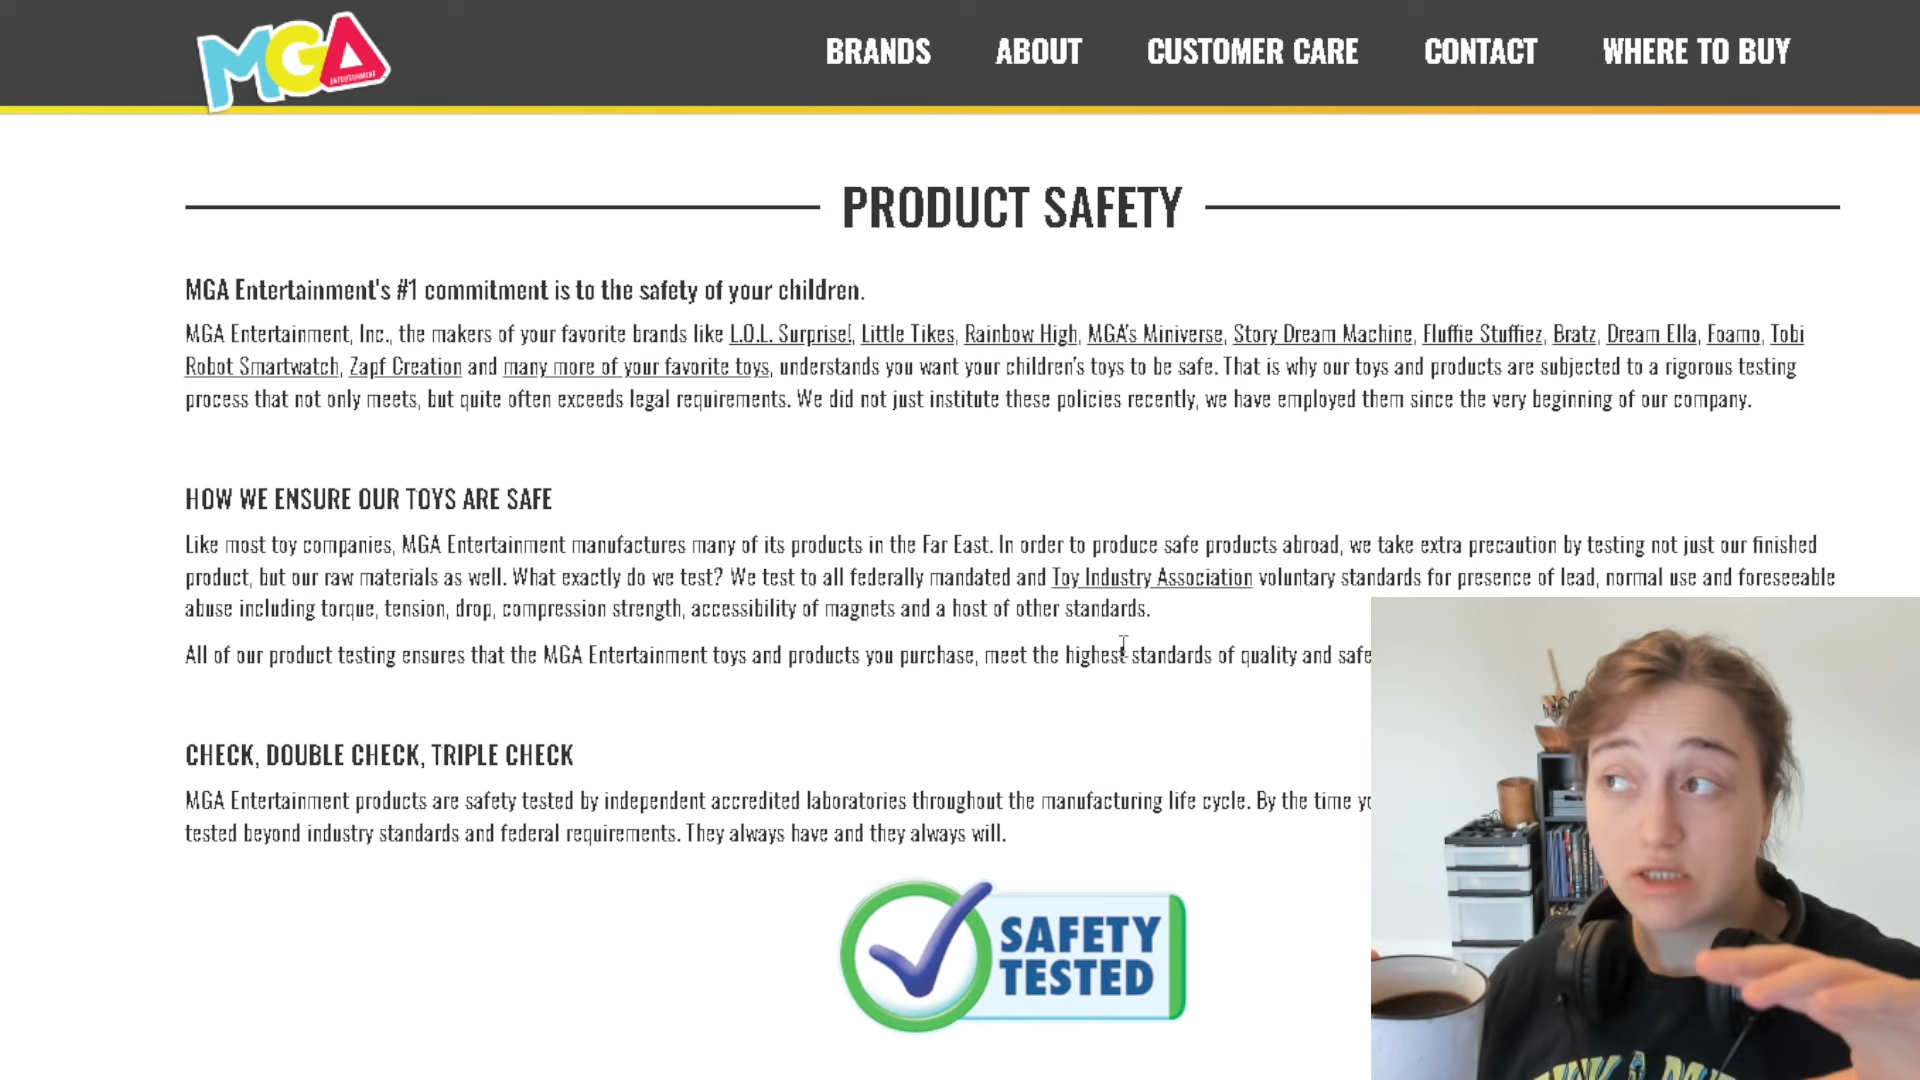 MGA
ENTERTAINMENT
BRANDS ABOUT CUSTOMER CARE CONTACT WHERE TO BUY
PRODUCT SAFETY
MGA Entertainment's #1 commitment is to the safety of your children.
MGA Entertainment, Inc., the makers of your favorite brands like L.O.L. Surprise!, Little Tikes, Rainbow High, MGA's Miniverse, Story Dream Machine, Fluffie Stuffiez, Bratz, Dream Ella, Foamo, Tobi
Robot Smartwatch, Zapf Creation and many more of your favorite toys, understands you want your children's toys to be safe. That is why our toys and products are subjected to a rigorous testing
process that not only meets, but quite often exceeds legal requirements. We did not just institute these policies recently, we have employed them since the very beginning of our company.
HOW WE ENSURE OUR TOYS ARE SAFE
Like most toy companies, MGA Entertainment manufactures many of its products in the Far East. In order to produce safe products abroad, we take extra precaution by testing not just our finished
product, but our raw materials as well. What exactly do we test? We test to all federally mandated and Toy Industry Association voluntary standards for presence of lead, normal use and foreseeable
abuse including torque, tension, drop, compression strength, accessibility of magnets and a host of other standards.
All of our product testing ensures that the MGA Entertainment toys and products you purchase, meet the highest standards of quality and safe
CHECK, DOUBLE CHECK, TRIPLE CHECK
MGA Entertainment products are safety tested by independent accredited laboratories throughout the manufacturing life cycle. By the time yo
tested beyond industry standards and federal requirements. They always have and they always will.
SAFETY
TESTED